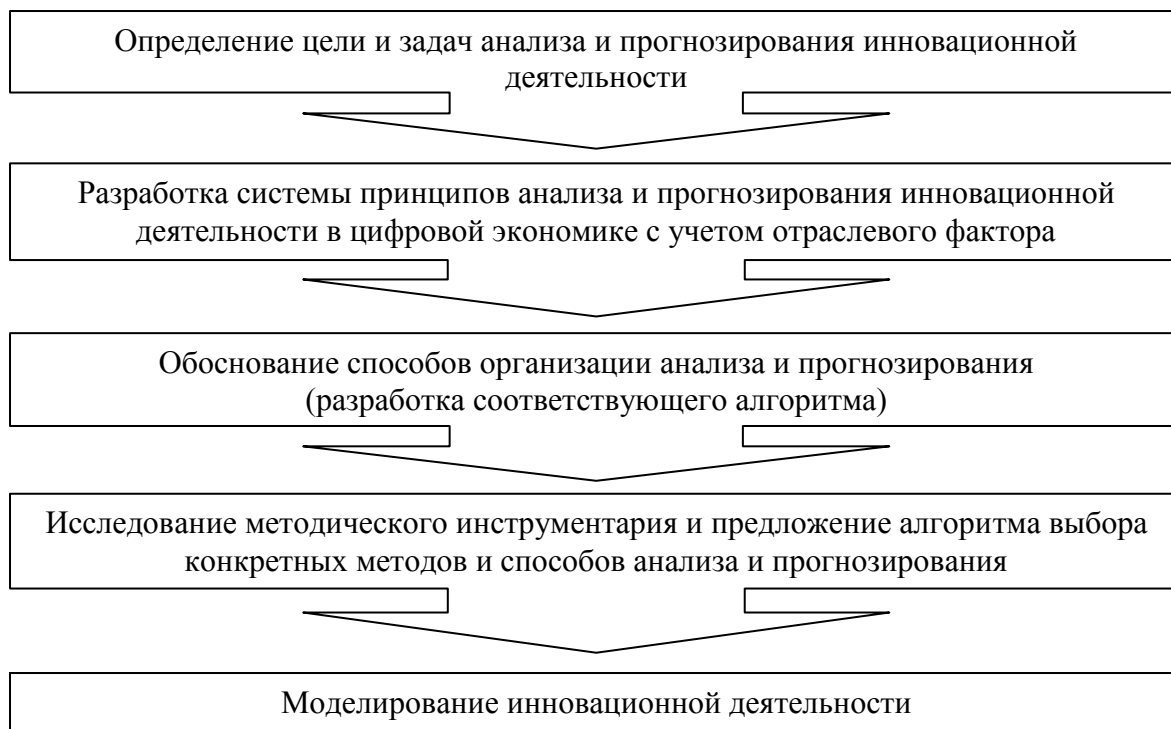 Определение цели и задач анализа и прогнозирования инновационной
деятельности
Разработка системы принципов анализа и прогнозирования инновационной
деятельности в цифровой экономике с учетом отраслевого фактора
Обоснование способов организации анализа и прогнозирования
(разработка соответствующего алгоритма)
Исследование методического инструментария и предложение алгоритма выбора
конкретных методов и способов анализа и прогнозирования
Моделирование инновационной деятельности